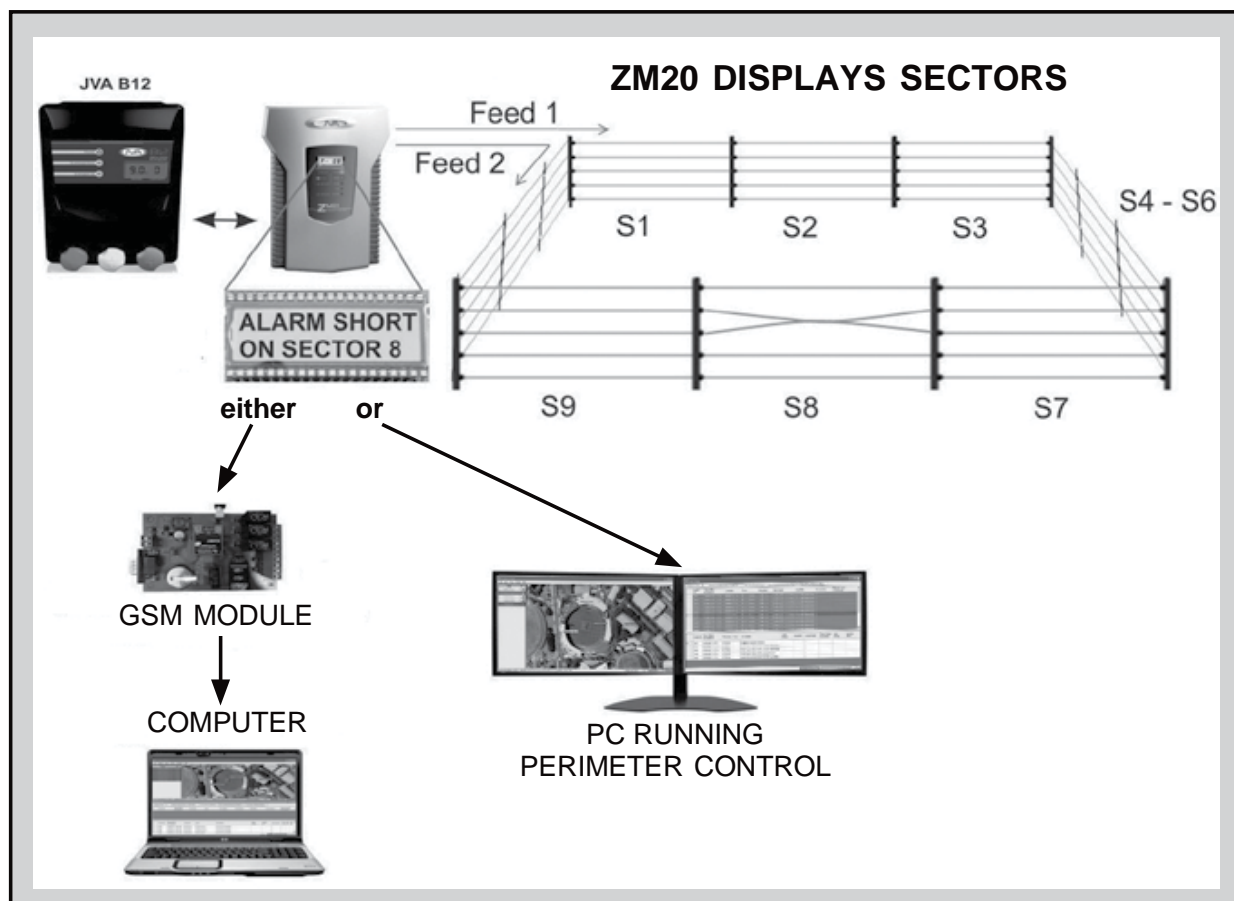 ZM20 DISPLAYS SECTORS
JVA B12
Feed 1
Feed 2
S1
S2
S3
S4 - S6
ALARM SHORT
ON SECTOR 8
S9
S8
S7
either or
GSM MODULE
COMPUTER
PC RUNNING
PERIMETER CONTROL